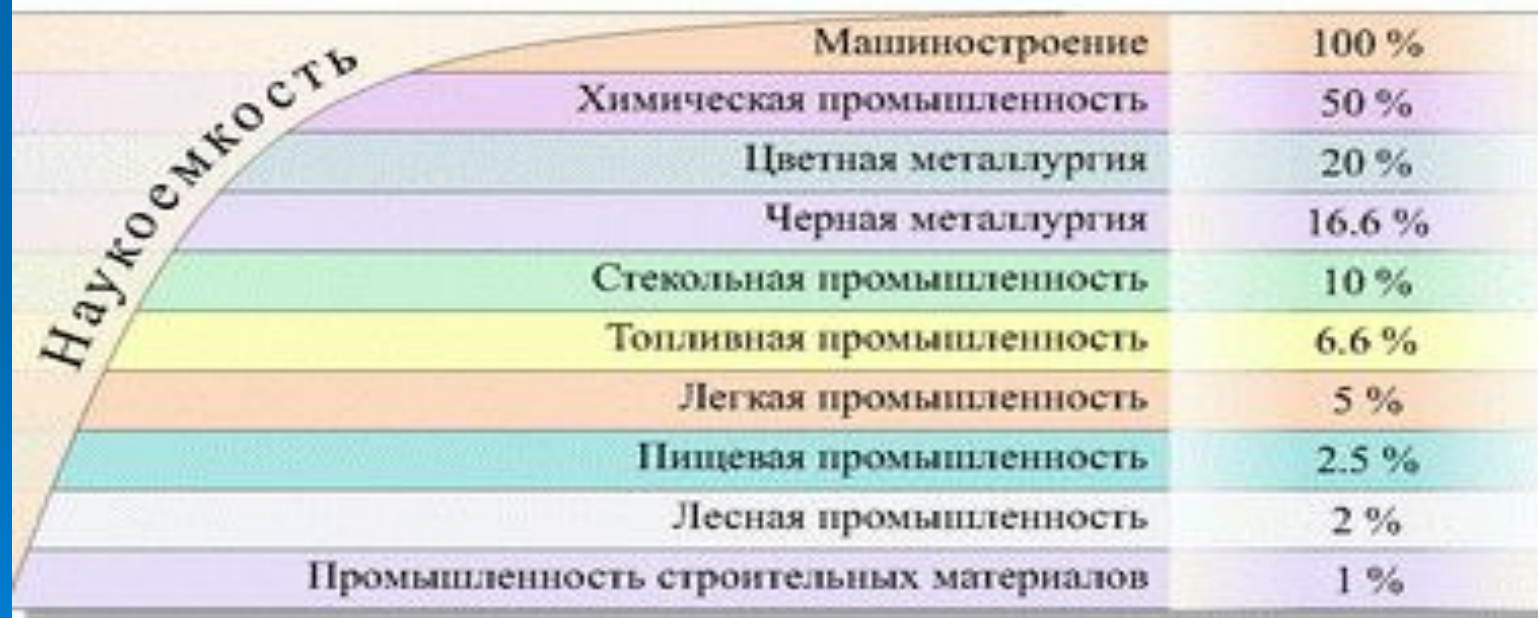 Наукоемкость
Машиностроение 100 %
Химическая промышленность 50 %
Цветная металлургия 20 %
Черная металлургия 16.6 %
Стекольная промышленность 10 %
Топливная промышленность 6.6 %
Легкая промышленность 5 %
Пищевая промышленность 2.5 %
Лесная промышленность 2 %
Промышленность строительных материалов 1 %